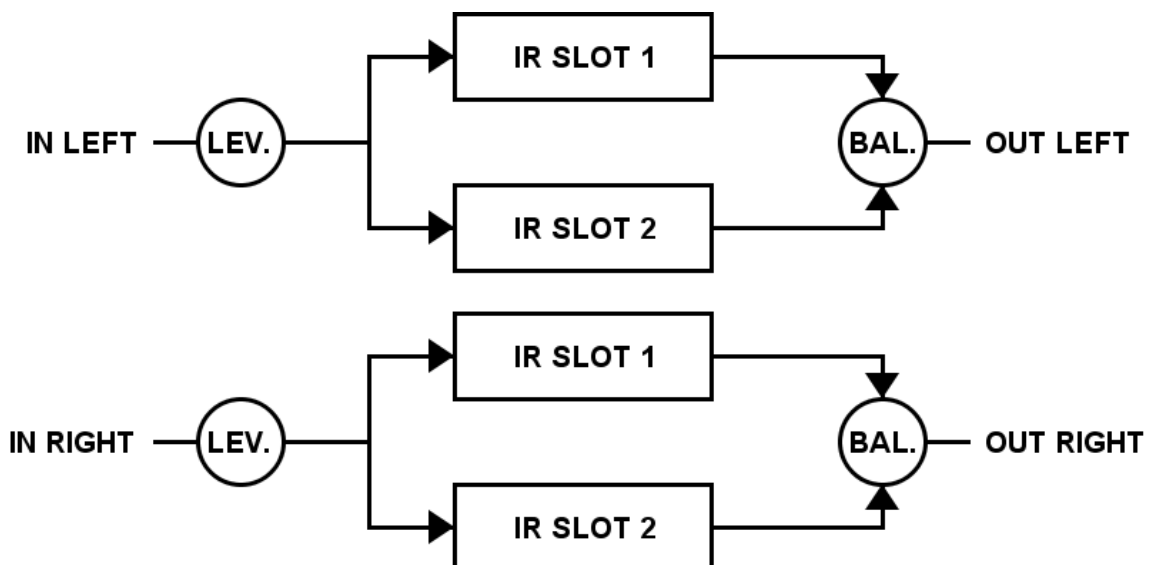 IR SLOT 1
IN LEFT LEV. BAL. OUT LEFT
IR SLOT 2
IR SLOT 1
IN RIGHT LEV. BAL. OUT RIGHT
IR SLOT 2